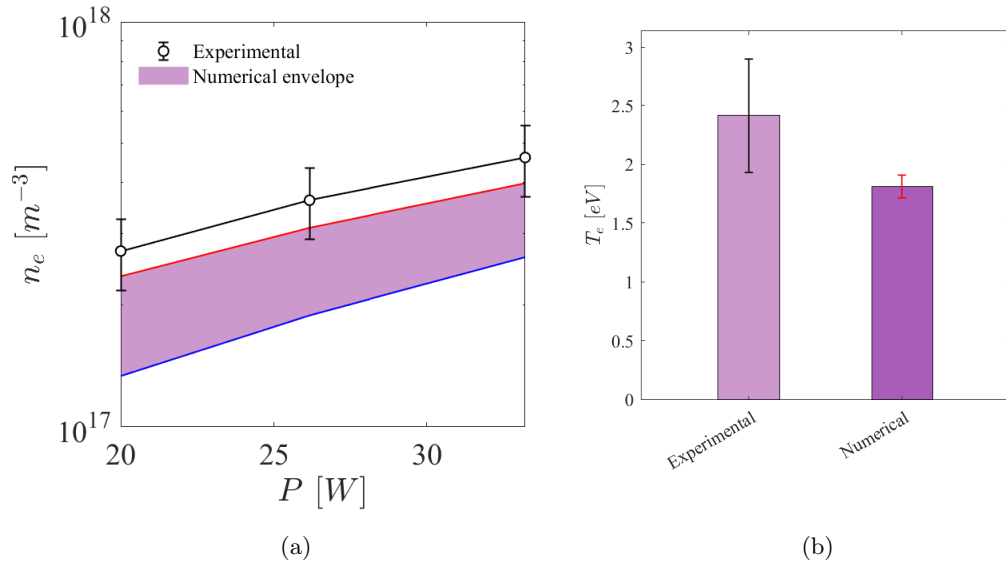 10^18
Experimental
Numerical envelope
n_e [m^−3]
10^17
20
25
30
P [W]
(a)
3
2.5
2
1.5
1
0.5
0
T_e [eV]
Experimental
Numerical
(b)